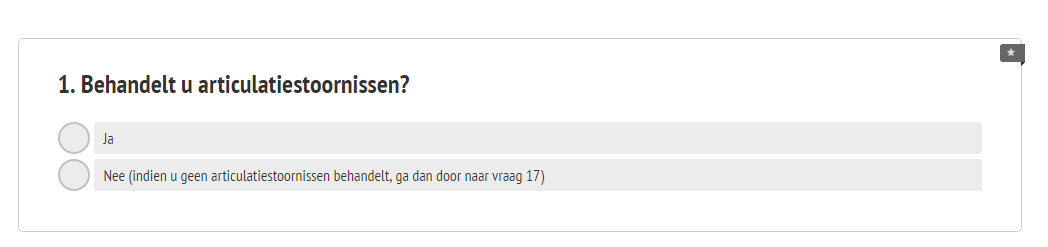 1. Behandelt u articulatiestoornissen?
Ja
Nee (indien u geen articulatiestoornissen behandelt, ga dan door naar vraag 17)